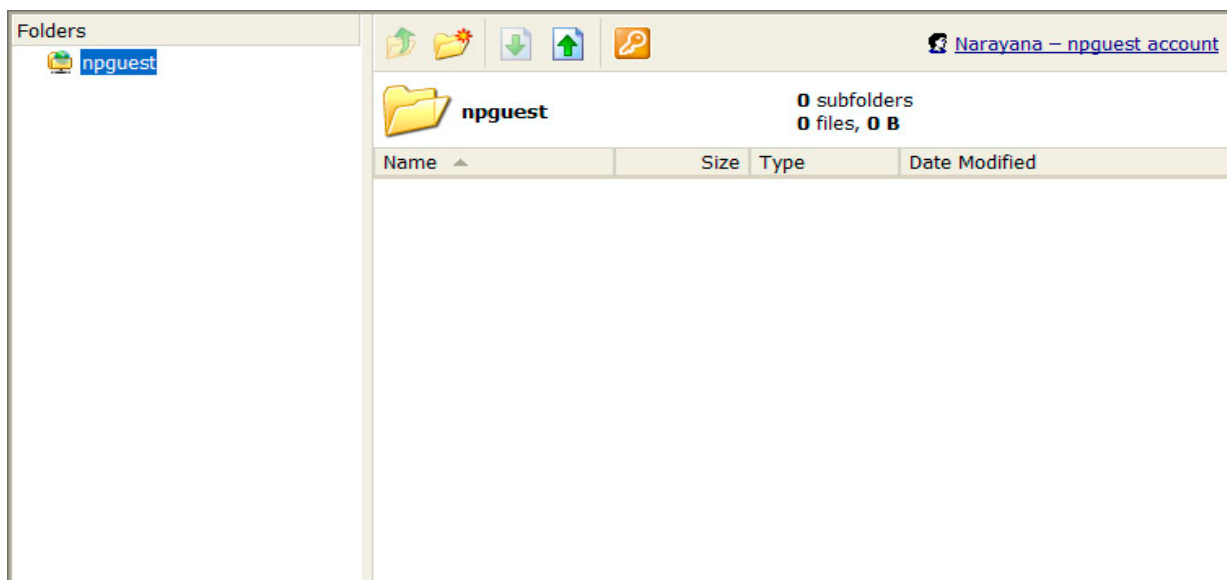 Folders
npguest
Narayana – npguest account
npguest
0 subfolders
0 files, 0 B
Name Size Type Date Modified